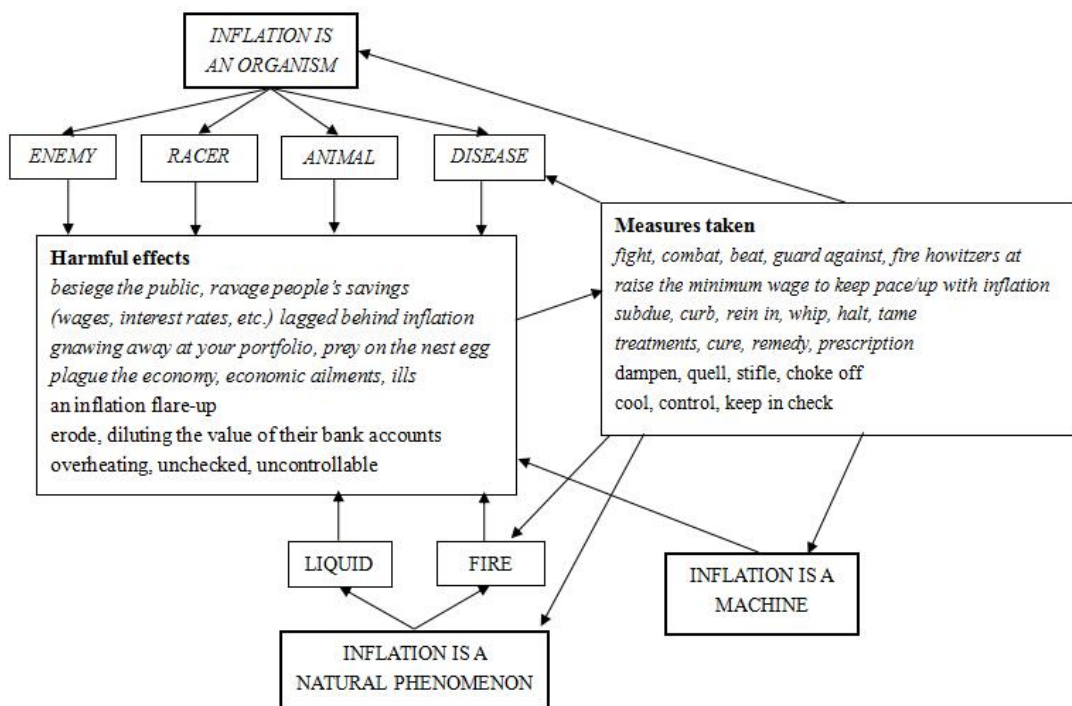 INFLATION IS
AN ORGANISM
ENEMY
RACER
ANIMAL
DISEASE
Harmful effects
besiege the public, ravage people’s savings
(wages, interest rates, etc.) lagged behind inflation
gnawing away at your portfolio, prey on the nest egg
plague the economy, economic ailments, ills
an inflation flare-up
erode, diluting the value of their bank accounts
overheating, unchecked, uncontrollable
Measures taken
fight, combat, beat, guard against, fire howitzers at
raise the minimum wage to keep pace/up with inflation
subdue, curb, rein in, whip, halt, tame
treatments, cure, remedy, prescription
dampen, quell, stifle, choke off
cool, control, keep in check
LIQUID
FIRE
INFLATION IS A
MACHINE
INFLATION IS A
NATURAL PHENOMENON